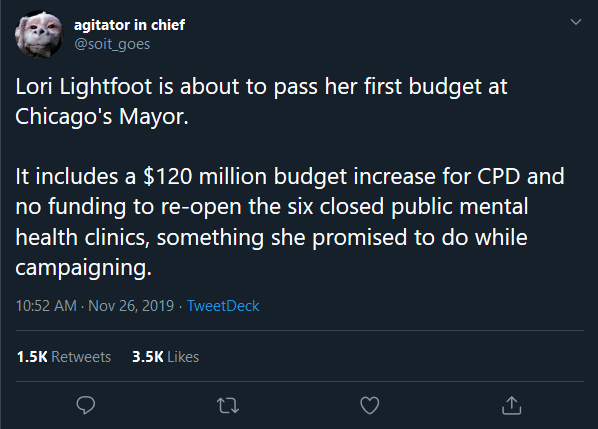 agitator in chief
@soit_goes
Lori Lightfoot is about to pass her first budget at
Chicago's Mayor.
It includes a $120 million budget increase for CPD and
no funding to re-open the six closed public mental
health clinics, something she promised to do while
campaigning.
10:52 AM · Nov 26, 2019 · TweetDeck
1.5K Retweets 3.5K Likes